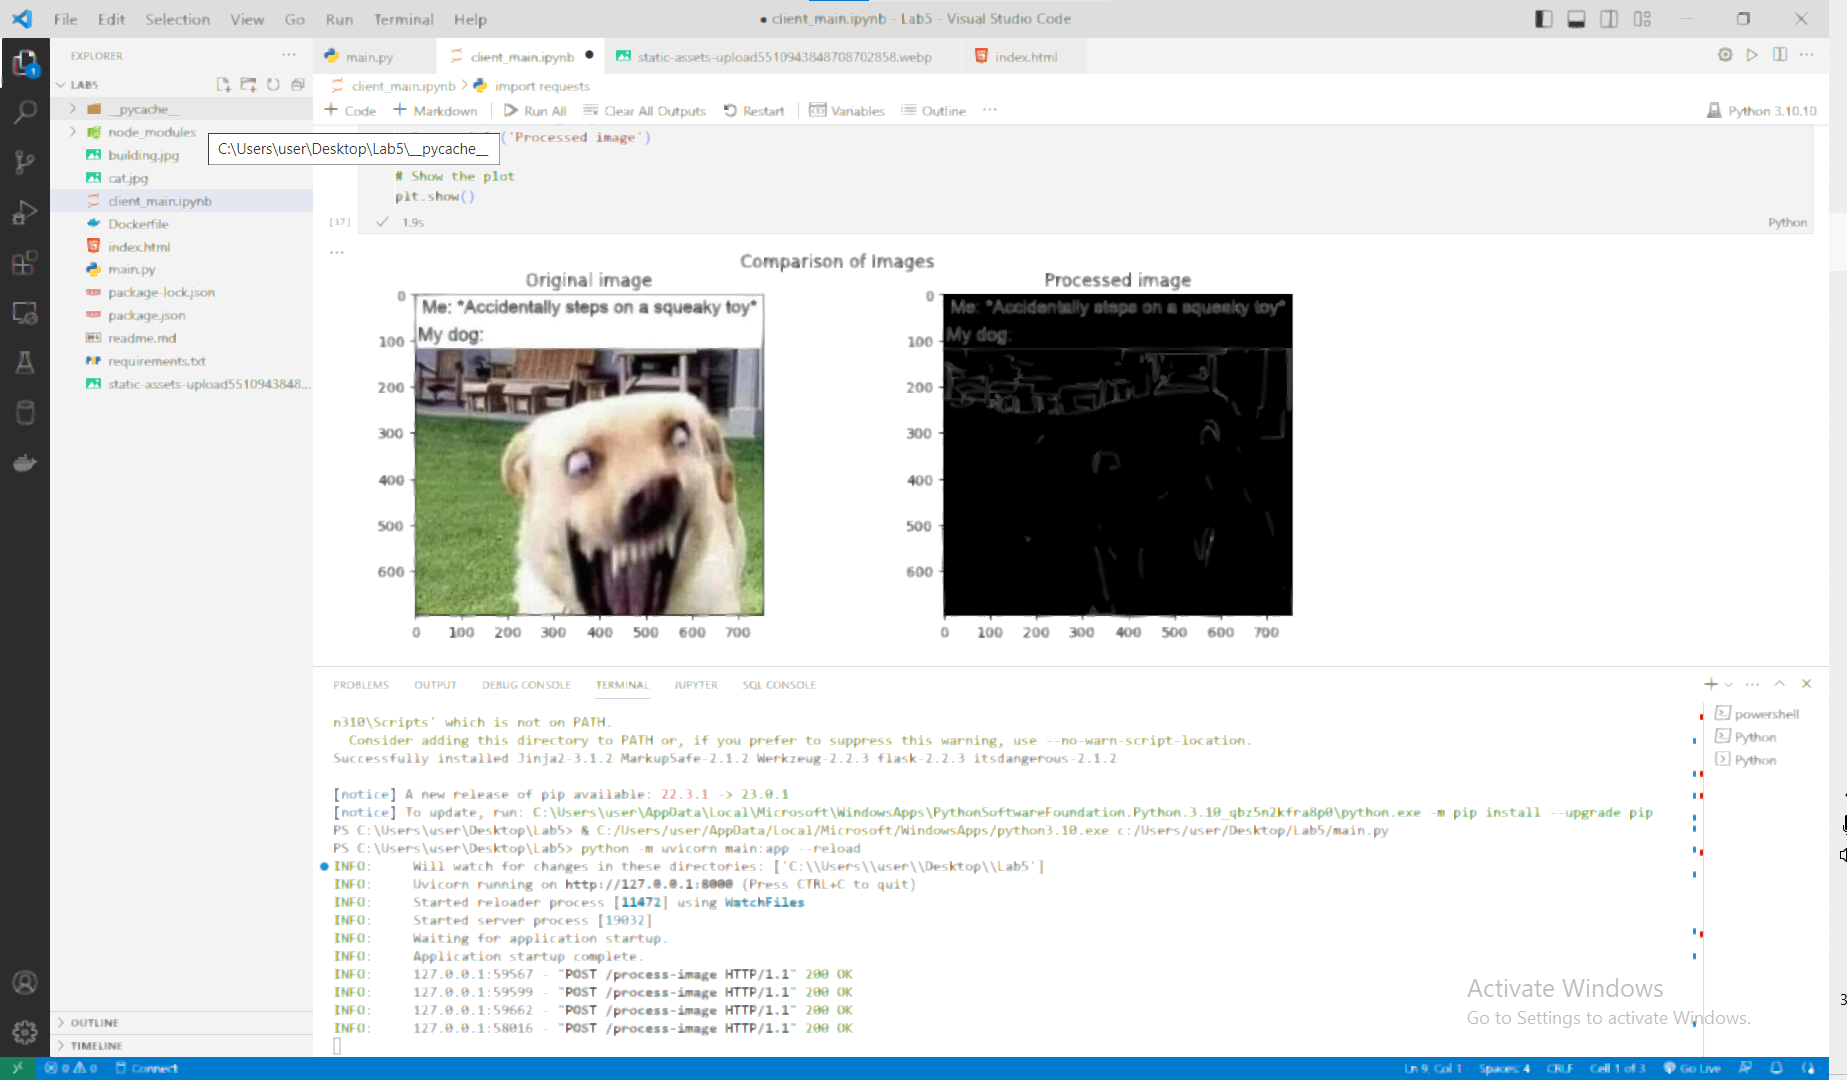 File Edit Selection View Go Run Terminal Help
● client_main.ipynb - Lab5 - Visual Studio Code
EXPLORER
LAB5
__pycache__
node_modules
building.jpg
cat.jpg
client_main.ipynb
Dockerfile
index.html
main.py
package-lock.json
package.json
readme.md
requirements.txt
static-assets-upload5510943848...
C:\Users\user\Desktop\Lab5\__pycache__
OUTLINE
TIMELINE
main.py client_main.ipynb ● static-assets-upload5510943848708702858.webp index.html
client_main.ipynb > import requests
+ Code + Markdown Run All Clear All Outputs Restart Variables Outline ... Python 3.10.10
('Processed image')
# Show the plot
plt.show()
[17] ✓ 1.9s Python
Comparison of Images
Original image
Me: *Accidentally steps on a squeaky toy*
My dog:
0
100
200
300
400
500
600
0 100 200 300 400 500 600 700
Processed image
Me: *Accidentally steps on a squeaky toy*
My dog:
0
100
200
300
400
500
600
0 100 200 300 400 500 600 700
PROBLEMS OUTPUT DEBUG CONSOLE TERMINAL JUPYTER SQL CONSOLE
n310\Scripts' which is not on PATH.
Consider adding this directory to PATH or, if you prefer to suppress this warning, use --no-warn-script-location.
Successfully installed Jinja2-3.1.2 MarkupSafe-2.1.2 Werkzeug-2.2.3 flask-2.2.3 itsdangerous-2.1.2
[notice] A new release of pip available: 22.3.1 -> 23.0.1
[notice] To update, run: C:\Users\user\AppData\Local\Microsoft\WindowsApps\PythonSoftwareFoundation.Python.3.10_qbz5n2kfra8p0\python.exe -m pip install --upgrade pip
PS C:\Users\user\Desktop\Lab5> & C:/Users/user/AppData/Local/Microsoft/WindowsApps/python3.10.exe c:/Users/user/Desktop/Lab5/main.py
PS C:\Users\user\Desktop\Lab5> python -m uvicorn main:app --reload
INFO: Will watch for changes in these directories: ['C:\\Users\\user\\Desktop\\Lab5']
INFO: Uvicorn running on http://127.0.0.1:8000 (Press CTRL+C to quit)
INFO: Started reloader process [11472] using WatchFiles
INFO: Started server process [19032]
INFO: Waiting for application startup.
INFO: Application startup complete.
INFO: 127.0.0.1:59567 - "POST /process-image HTTP/1.1" 200 OK
INFO: 127.0.0.1:59599 - "POST /process-image HTTP/1.1" 200 OK
INFO: 127.0.0.1:59662 - "POST /process-image HTTP/1.1" 200 OK
INFO: 127.0.0.1:58016 - "POST /process-image HTTP/1.1" 200 OK
powershell
Python
Python
Activate Windows
Go to Settings to activate Windows.
1
0 0 Connect
Ln 9, Col 1 Spaces: 4 CRLF Cell 1 of 3 Go Live
3